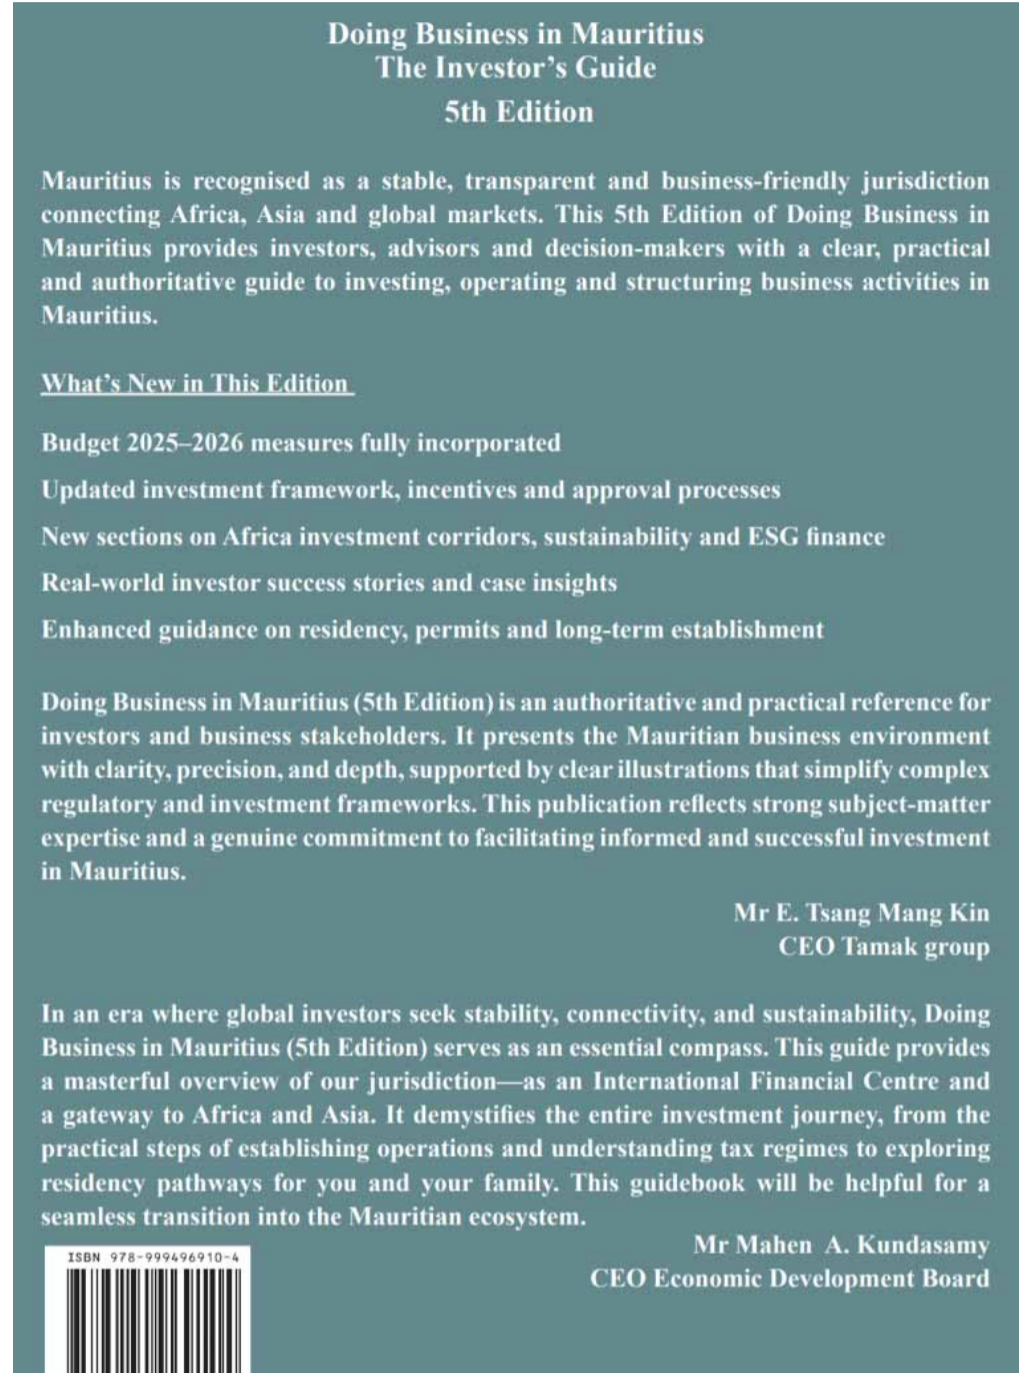 Doing Business in Mauritius
The Investor's Guide
5th Edition
Mauritius is recognised as a stable, transparent and business-friendly jurisdiction
connecting Africa, Asia and global markets. This 5th Edition of Doing Business in
Mauritius provides investors, advisors and decision-makers with a clear, practical
and authoritative guide to investing, operating and structuring business activities in
Mauritius.
What's New in This Edition
Budget 2025–2026 measures fully incorporated
Updated investment framework, incentives and approval processes
New sections on Africa investment corridors, sustainability and ESG finance
Real-world investor success stories and case insights
Enhanced guidance on residency, permits and long-term establishment
Doing Business in Mauritius (5th Edition) is an authoritative and practical reference for
investors and business stakeholders. It presents the Mauritian business environment
with clarity, precision, and depth, supported by clear illustrations that simplify complex
regulatory and investment frameworks. This publication reflects strong subject-matter
expertise and a genuine commitment to facilitating informed and successful investment
in Mauritius.
Mr E. Tsang Mang Kin
CEO Tamak group
In an era where global investors seek stability, connectivity, and sustainability, Doing
Business in Mauritius (5th Edition) serves as an essential compass. This guide provides
a masterful overview of our jurisdiction—as an International Financial Centre and
a gateway to Africa and Asia. It demystifies the entire investment journey, from the
practical steps of establishing operations and understanding tax regimes to exploring
residency pathways for you and your family. This guidebook will be helpful for a
seamless transition into the Mauritian ecosystem.
Mr Mahen A. Kundasamy
CEO Economic Development Board
ISBN 978-999496910-4